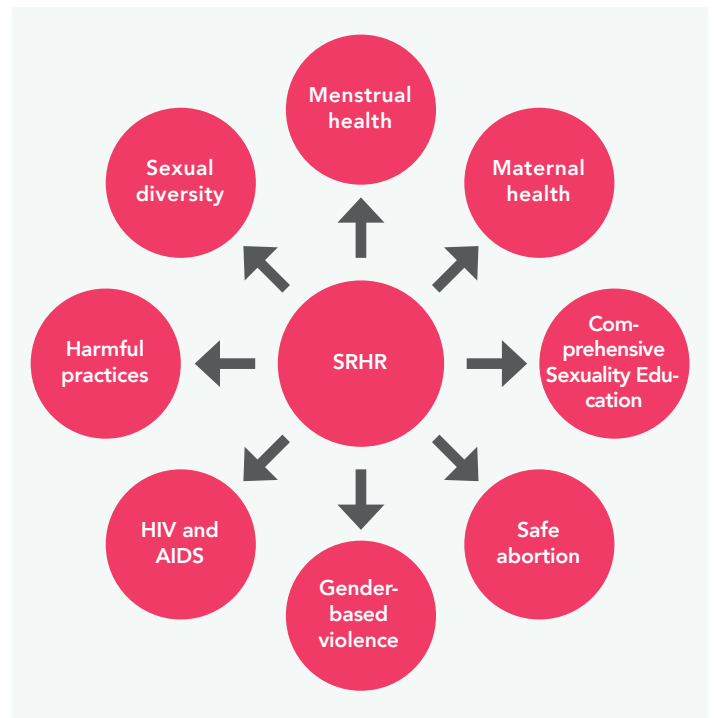 Menstrual
health
Sexual
diversity
Maternal
health
Harmful
practices
SRHR
Com-
prehensive
Sexuality Edu-
cation
HIV and
AIDS
Safe
abortion
Gender-
based
violence